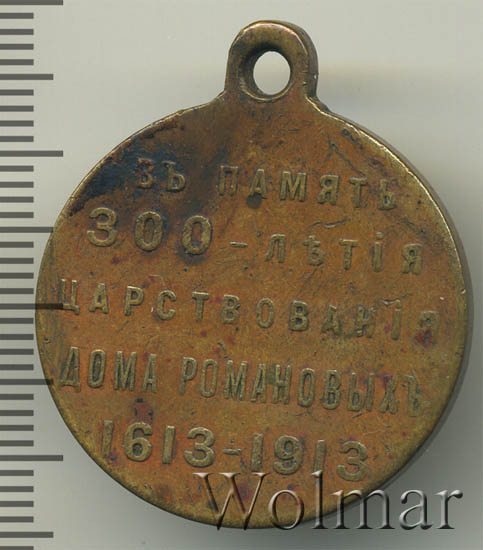 ВЪ ПАМЯТЬ
300-ЛѢТІЯ
ЦАРСТВОВАНІЯ
ДОМА РОМАНОВЫХЪ
1613-1913
Wolmar